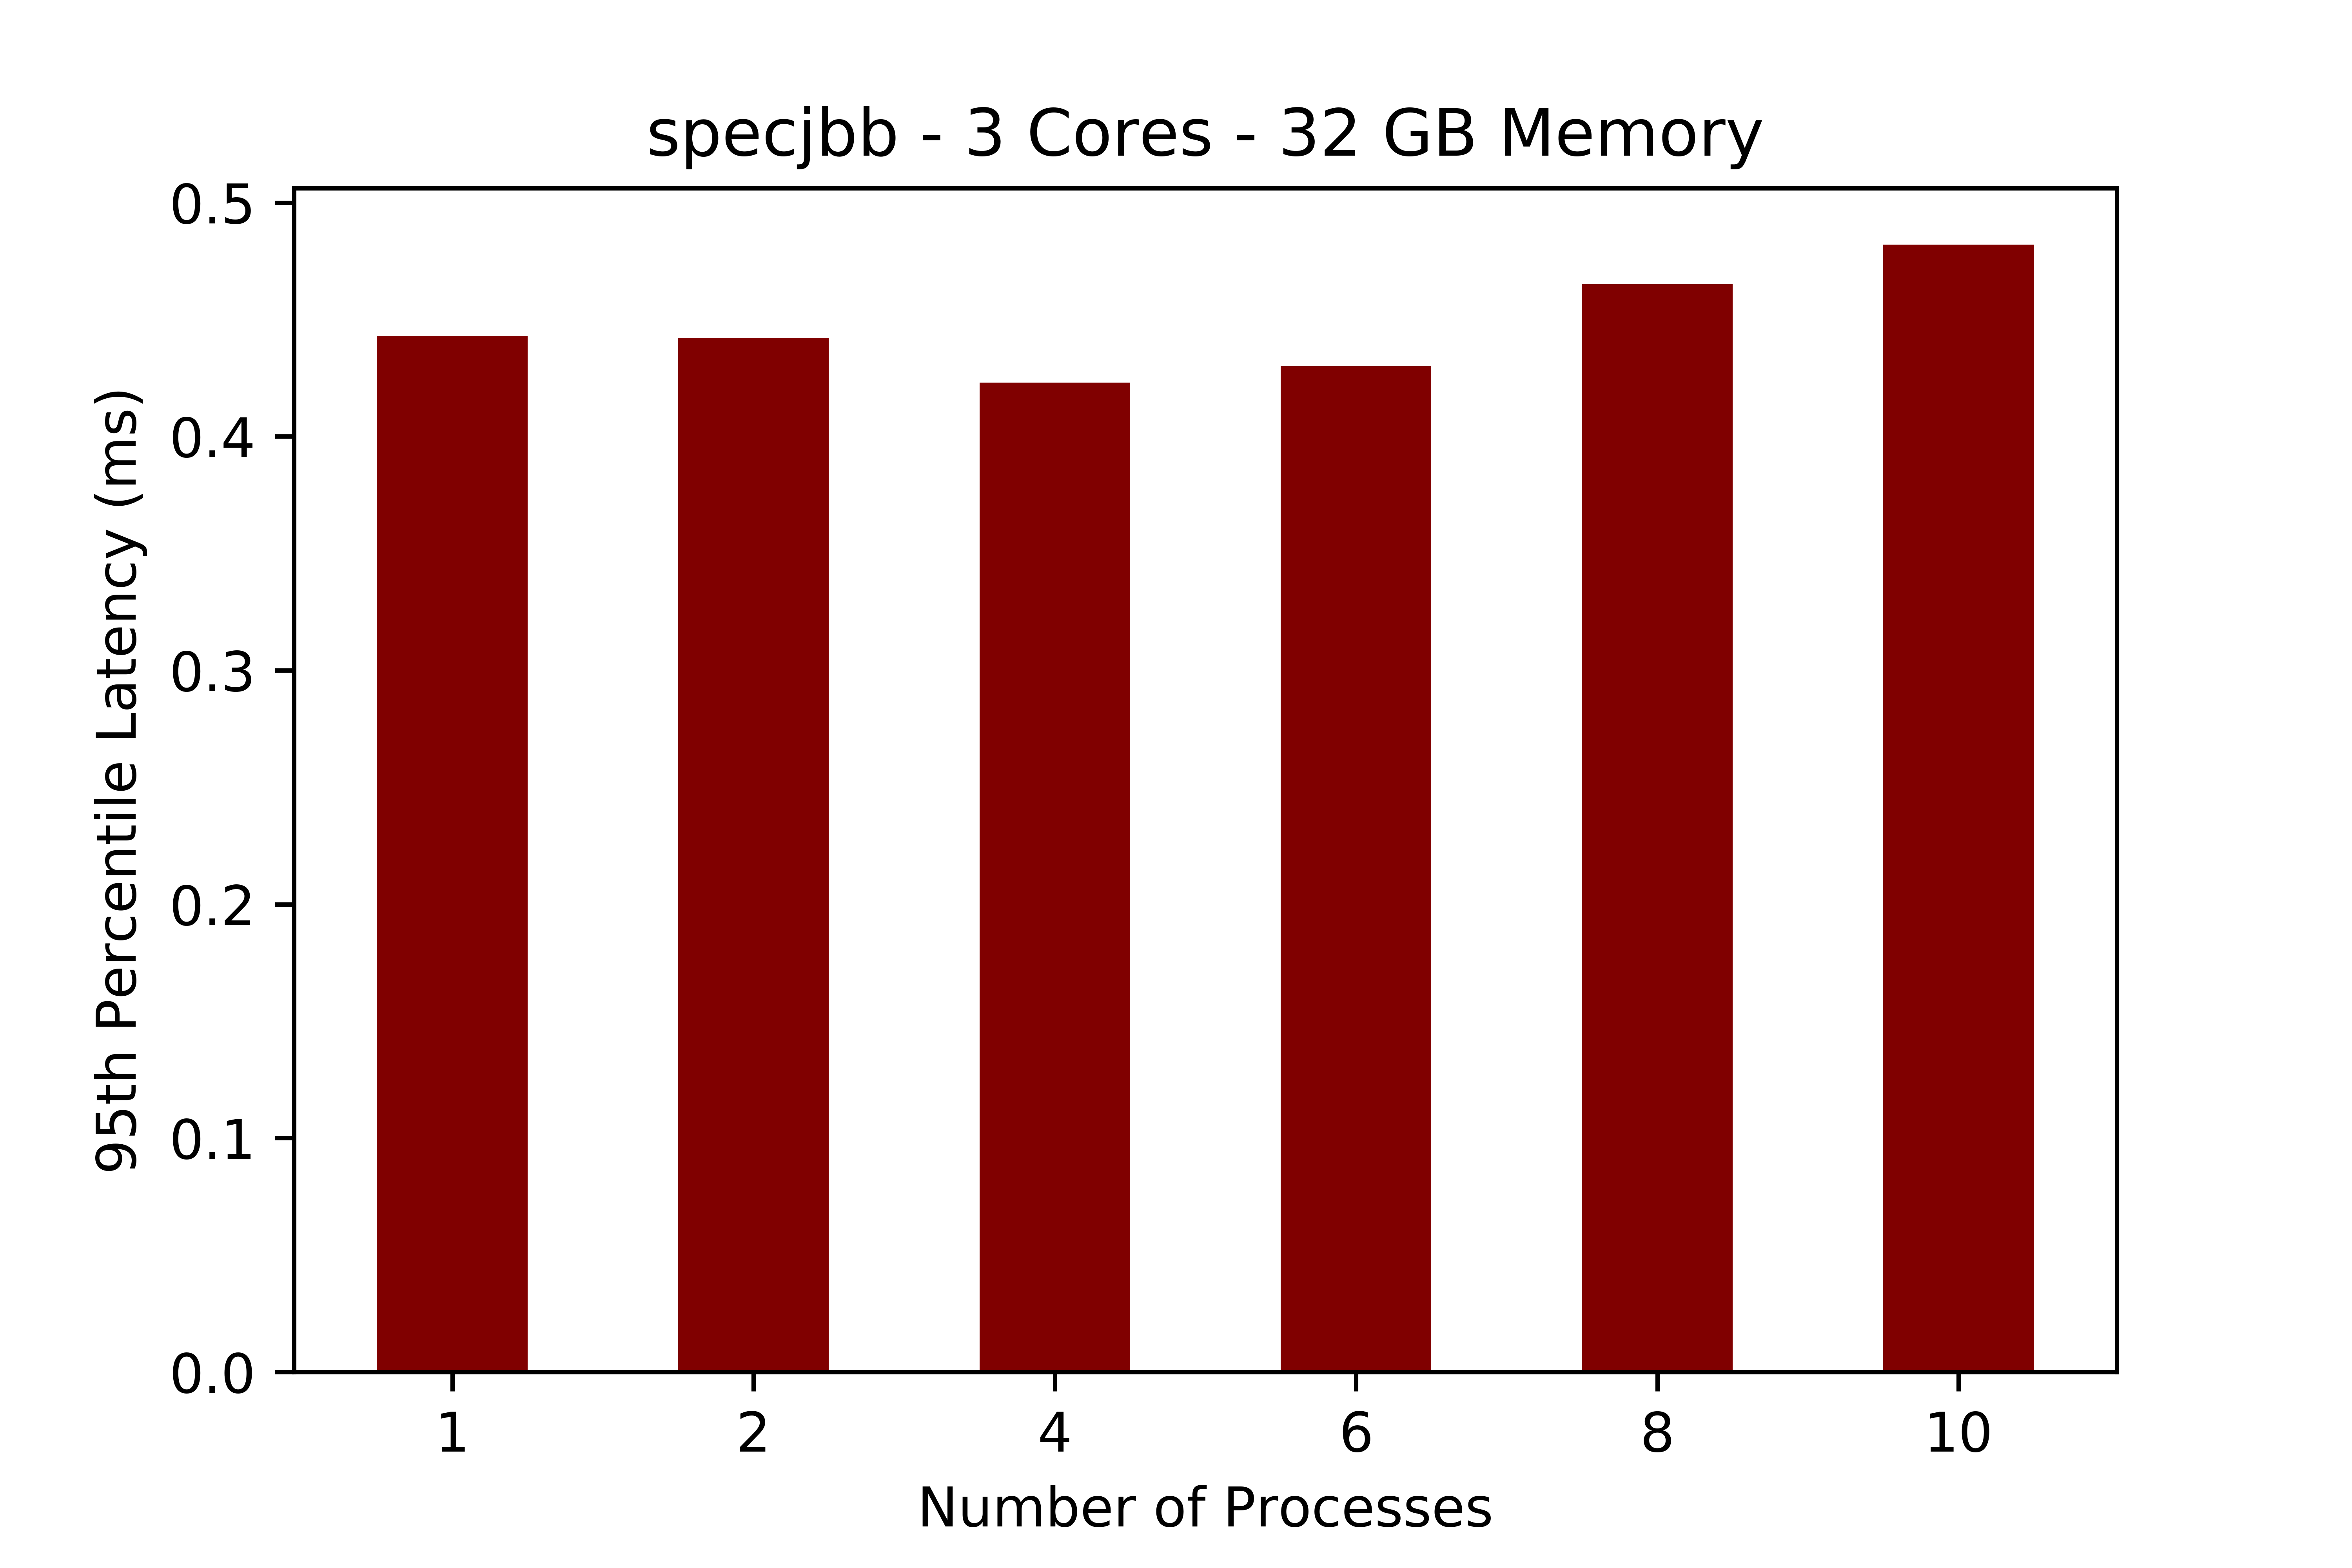 specjbb - 3 Cores - 32 GB Memory
95th Percentile Latency (ms)
0.5
0.4
0.3
0.2
0.1
0.0
1 2 4 6 8 10
Number of Processes